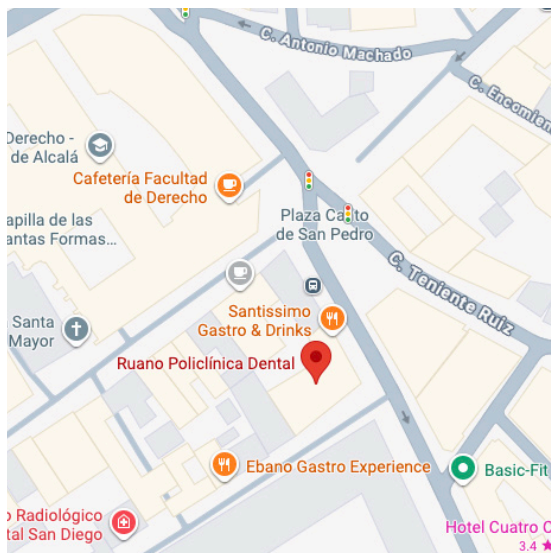 C. Antonio Machado
C. Encomien
Derecho -
de Alcalá
Cafetería Facultad
de Derecho
Plaza Canto
de San Pedro
apilla de las
antas Formas...
C. Teniente Ruiz
Santissimo
Gastro & Drinks
Santa
Mayor
Ruano Policlínica Dental
Ebano Gastro Experience
Basic-Fit
o Radiológico
tal San Diego
Hotel Cuatro C
3.4